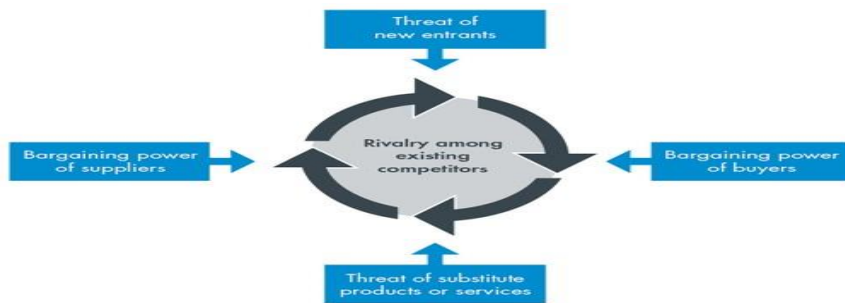 Threat of
new entrants
Bargaining power
of suppliers
Rivalry among
existing
competitors
Bargaining power
of buyers
Threat of substitute
products or services